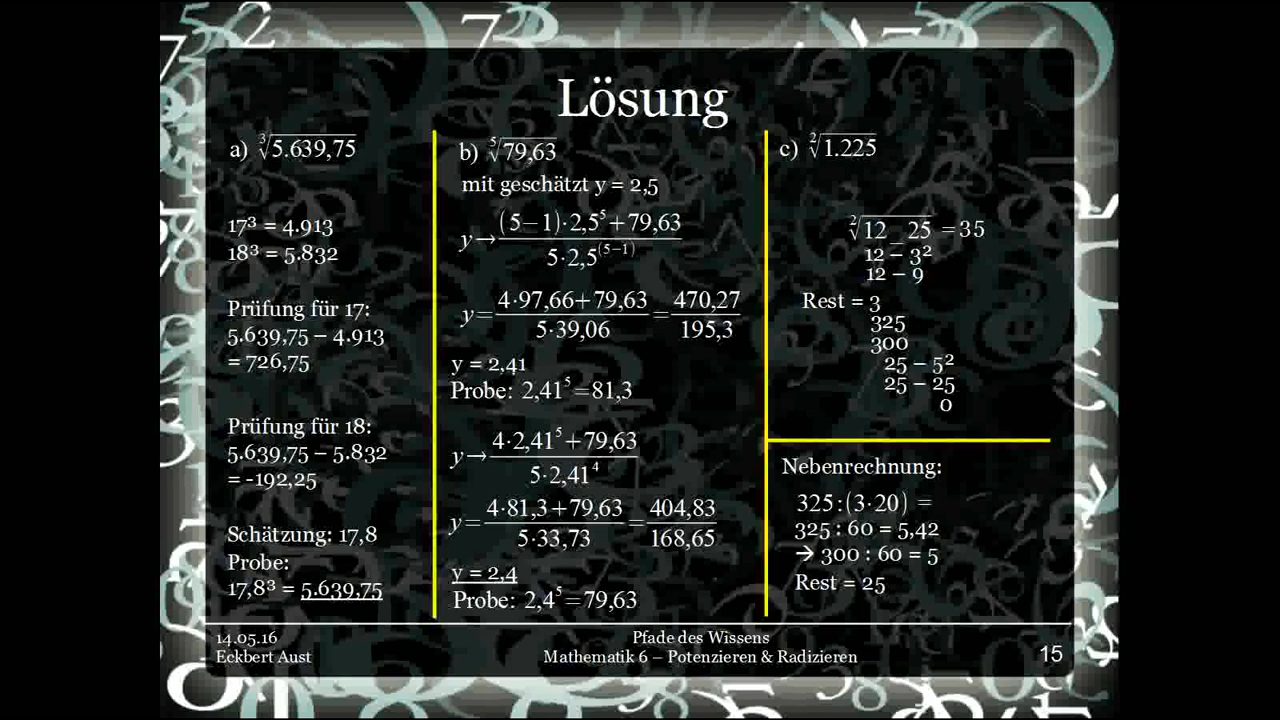 Lösung
a) ∛5.639,75
17³ = 4.913
18³ = 5.832
Prüfung für 17:
5.639,75 – 4.913
= 726,75
Prüfung für 18:
5.639,75 – 5.832
= -192,25
Schätzung: 17,8
Probe:
17,8³ = 5.639,75
b) ⁵√79,63
mit geschätzt y = 2,5
y→ (5−1)·2,5⁵+79,63
5·2,5⁽⁵⁻¹⁾
y= 4·97,66+79,63 = 470,27
5·39,06 195,3
y = 2,41
Probe: 2,41⁵=81,3
y→ 4·2,41⁵+79,63
5·2,41⁴
y= 4·81,3+79,63 = 404,83
5·33,73 168,65
y = 2,4
Probe: 2,4⁵=79,63
c) ²√1.225
²√12_25 =35
12 – 3²
12 – 9
Rest = 3
325
300
25 – 5²
25 – 25
0
Nebenrechnung:
325:(3·20) =
325 : 60 = 5,42
→ 300 : 60 = 5
Rest = 25
14.05.16
Eckbert Aust
Pfade des Wissens
Mathematik 6 – Potenzieren & Radizieren
15